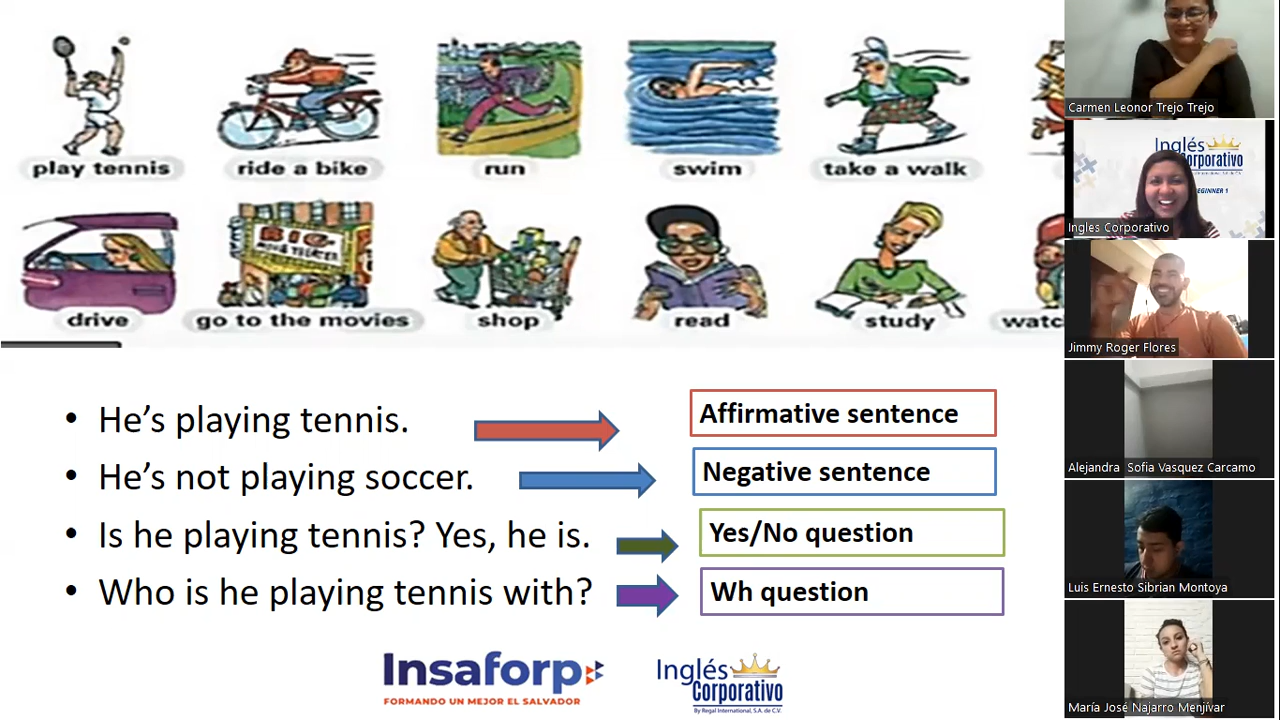 play tennis
ride a bike
run
swim
take a walk
drive
go to the movies
shop
read
study
watc
BIG
• He's playing tennis.
Affirmative sentence
• He's not playing soccer.
Negative sentence
• Is he playing tennis? Yes, he is.
Yes/No question
• Who is he playing tennis with?
Wh question
Insaforp
FORMANDO UN MEJOR EL SALVADOR
Inglés
Corporativo
By Regal International, S.A. de C.V.
Carmen Leonor Trejo Trejo
Inglés
Corporativo
EGINNER 1
Ingles Corporativo
Jimmy Roger Flores
Alejandra Sofia Vasquez Carcamo
Luis Ernesto Sibrian Montoya
María José Najarro Menjívar